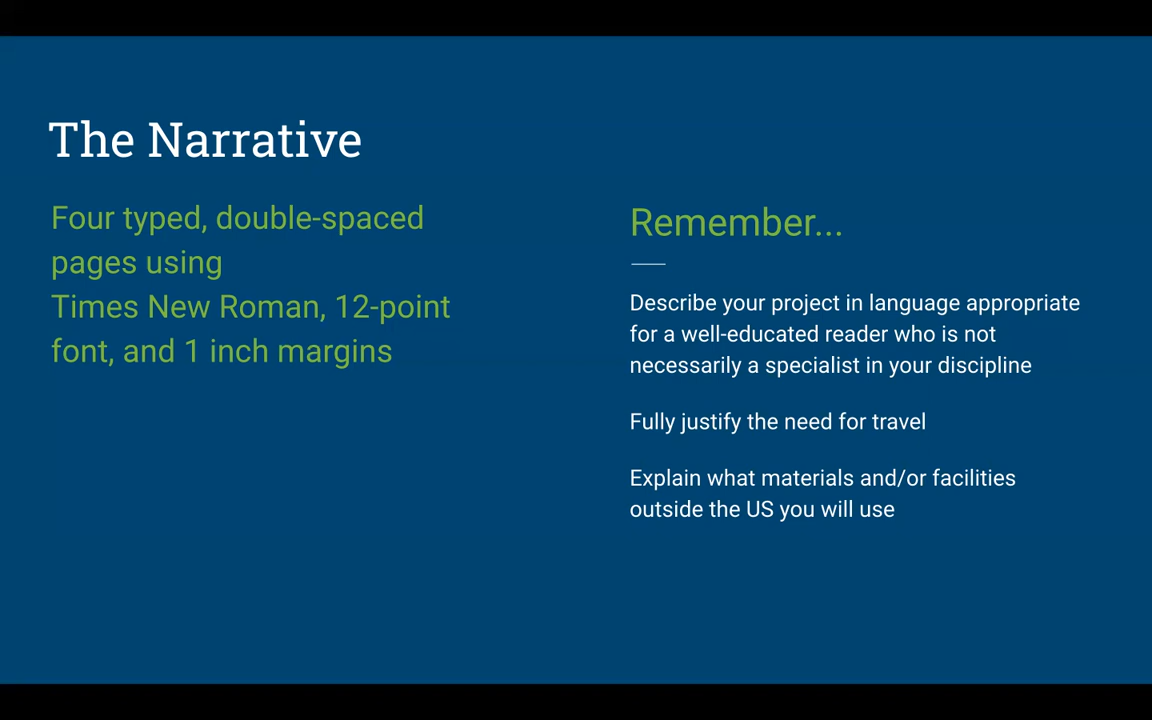 The Narrative
Four typed, double-spaced
pages using
Times New Roman, 12-point
font, and 1 inch margins
Remember...
Describe your project in language appropriate
for a well-educated reader who is not
necessarily a specialist in your discipline
Fully justify the need for travel
Explain what materials and/or facilities
outside the US you will use